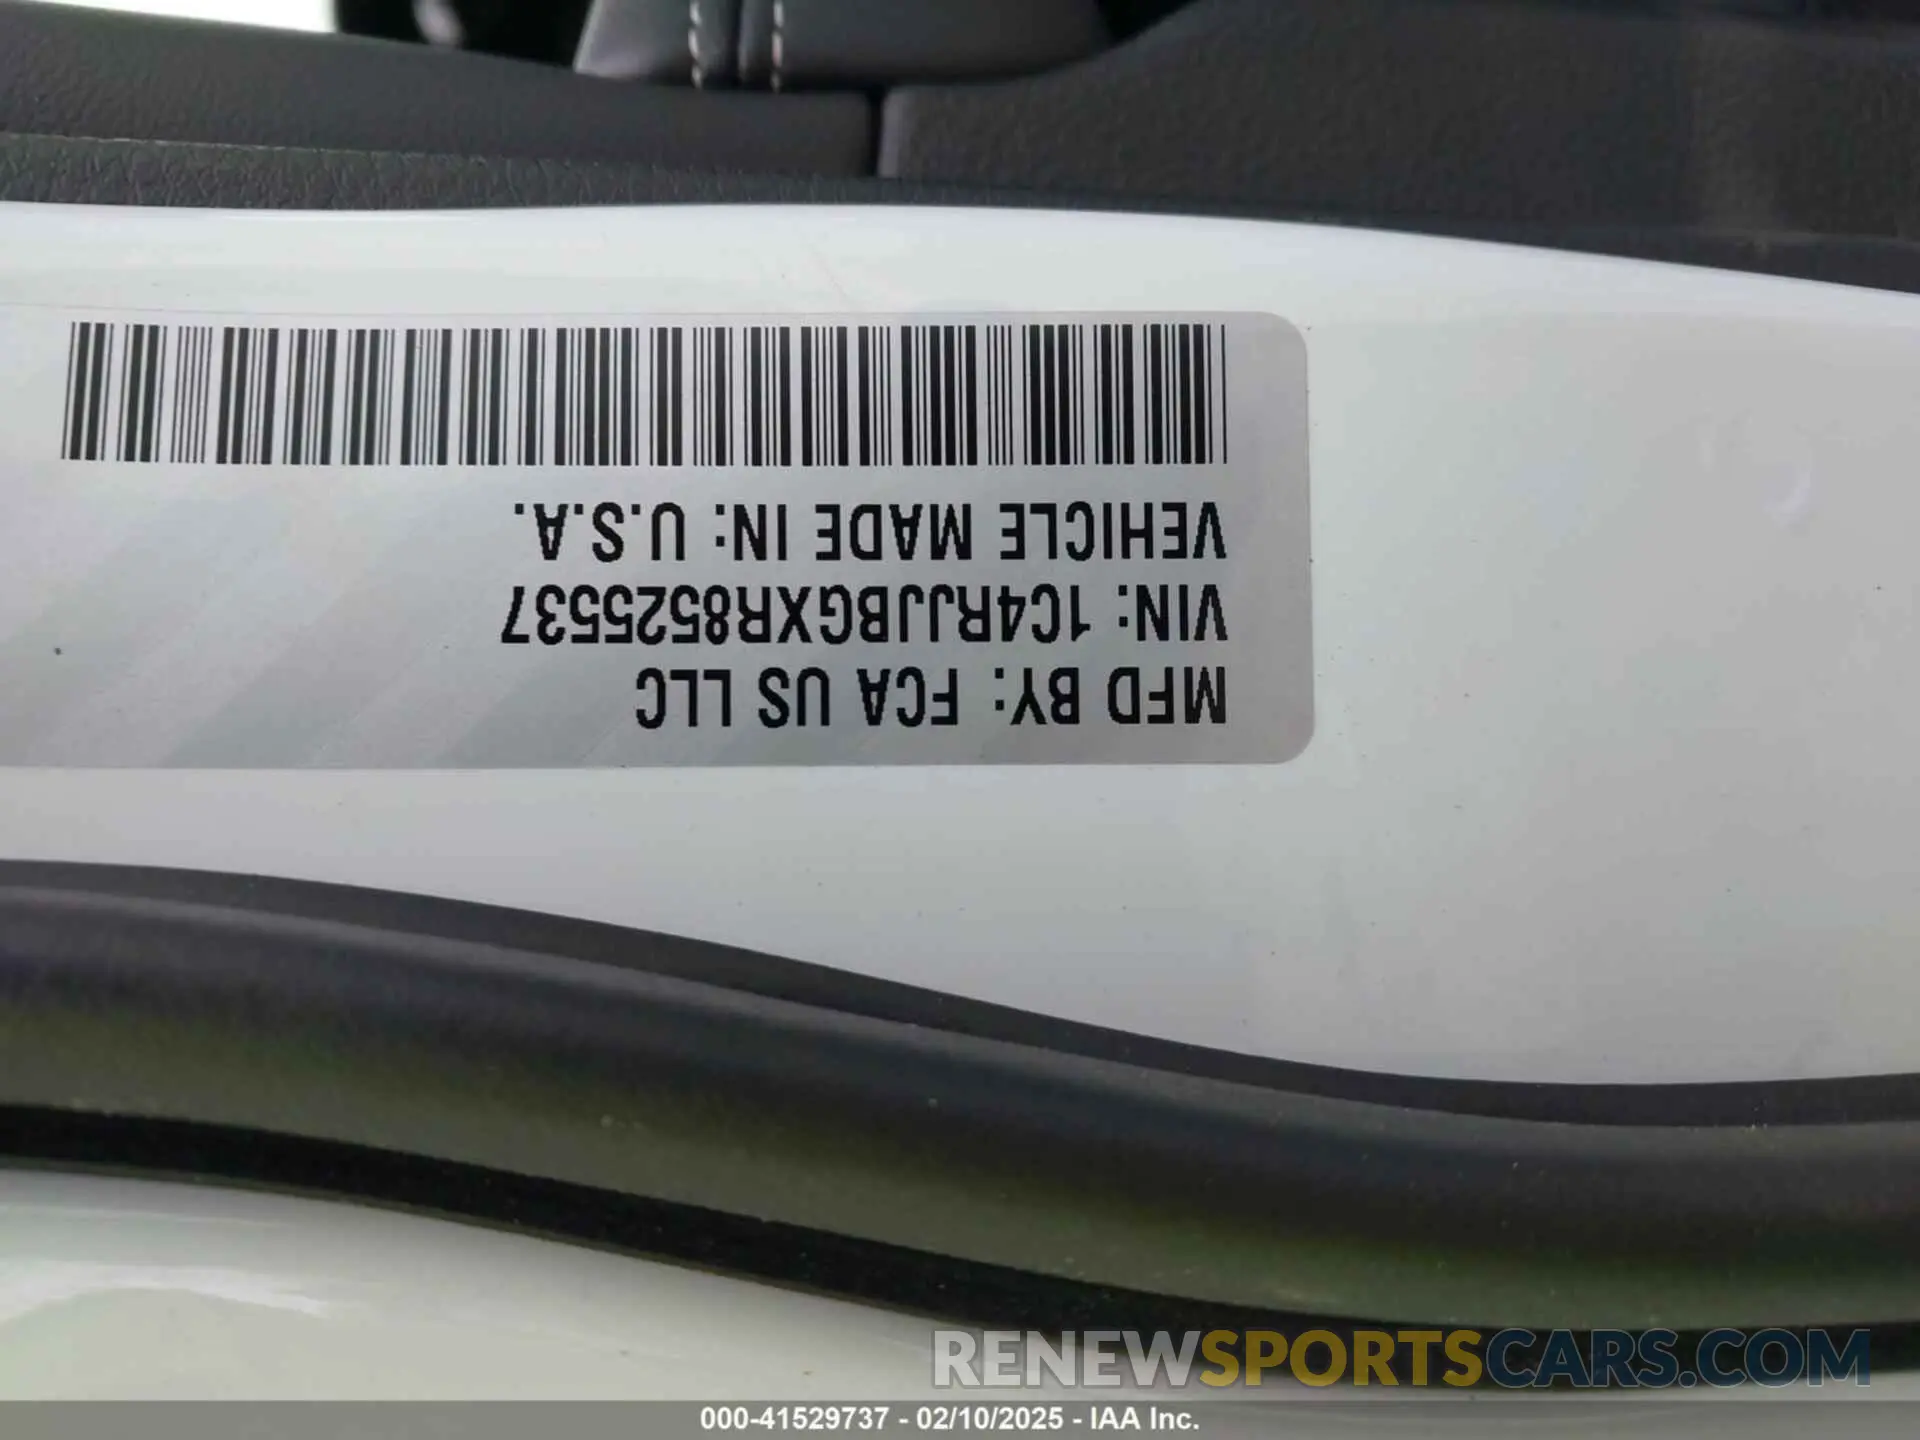 MFD BY: FCA US LLC
VIN: 1C4RJJBGXR8525537
VEHICLE MADE IN: U.S.A.
RENEWSPORTSCARS.COM
000-41529737 - 02/10/2025 - IAA Inc.